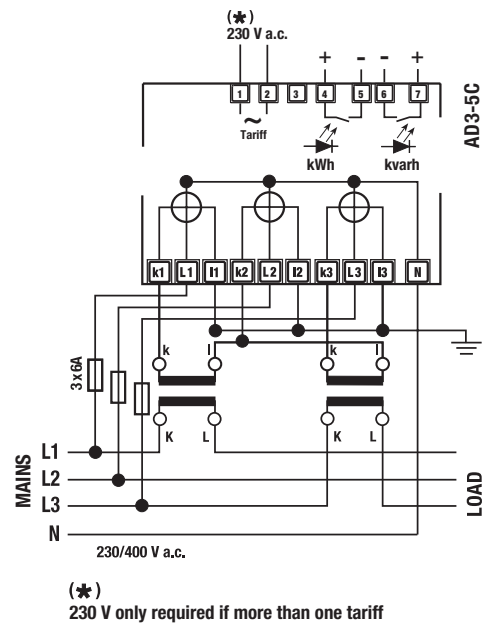 (*)
230 V a.c.
+ - - +
1 2 3 4 5 6 7
~
Tariff
kWh kvarh
AD3-5C
k1 L1 l1 k2 L2 l2 k3 L3 l3 N
k l k l
3 x 6A
K L K L
MAINS
L1
L2
L3
N
LOAD
230/400 V a.c.
(*)
230 V only required if more than one tariff